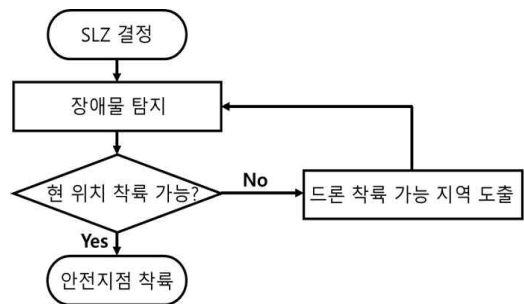 SLZ 결정
장애물 탐지
현 위치 착륙 가능?
No
드론 착륙 가능 지역 도출
Yes
안전지점 착륙